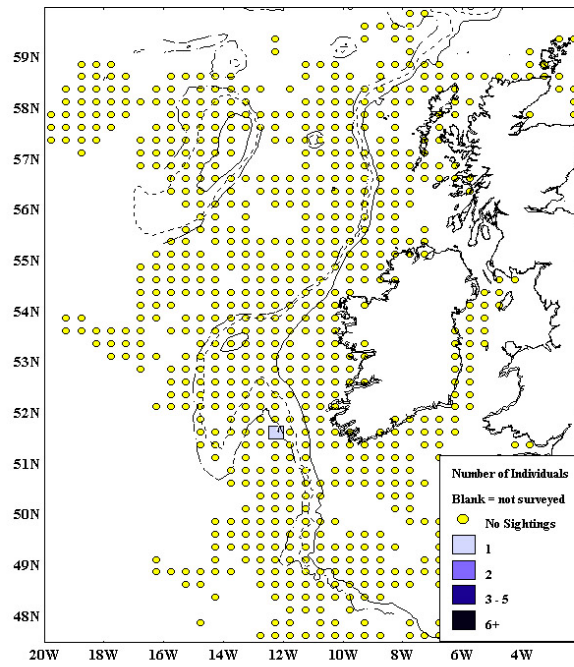 59N
58N
57N
56N
55N
54N
53N
52N
51N
50N
49N
48N
20W 18W 16W 14W 12W 10W 8W 6W 4W
Number of Individuals
Blank = not surveyed
No Sightings
1
2
3 - 5
6+